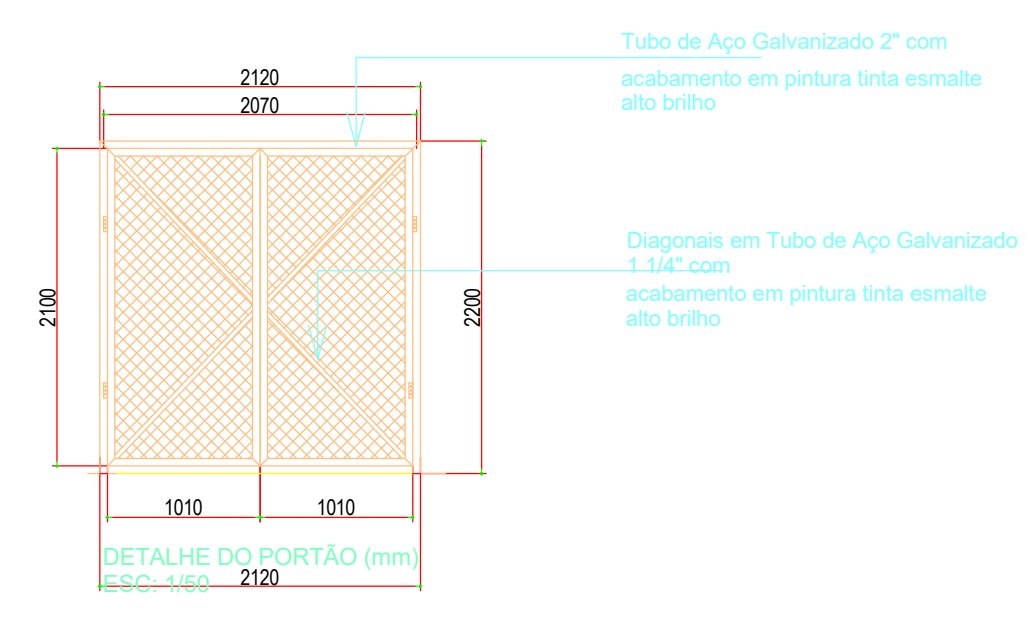 Tubo de Aço Galvanizado 2" com
acabamento em pintura tinta esmalte
alto brilho
2120
2070
Diagonais em Tubo de Aço Galvanizado
1 1/4" com
acabamento em pintura tinta esmalte
alto brilho
2100
2200
1010
1010
DETALHE DO PORTÃO (mm)
ESC: 1/50
2120